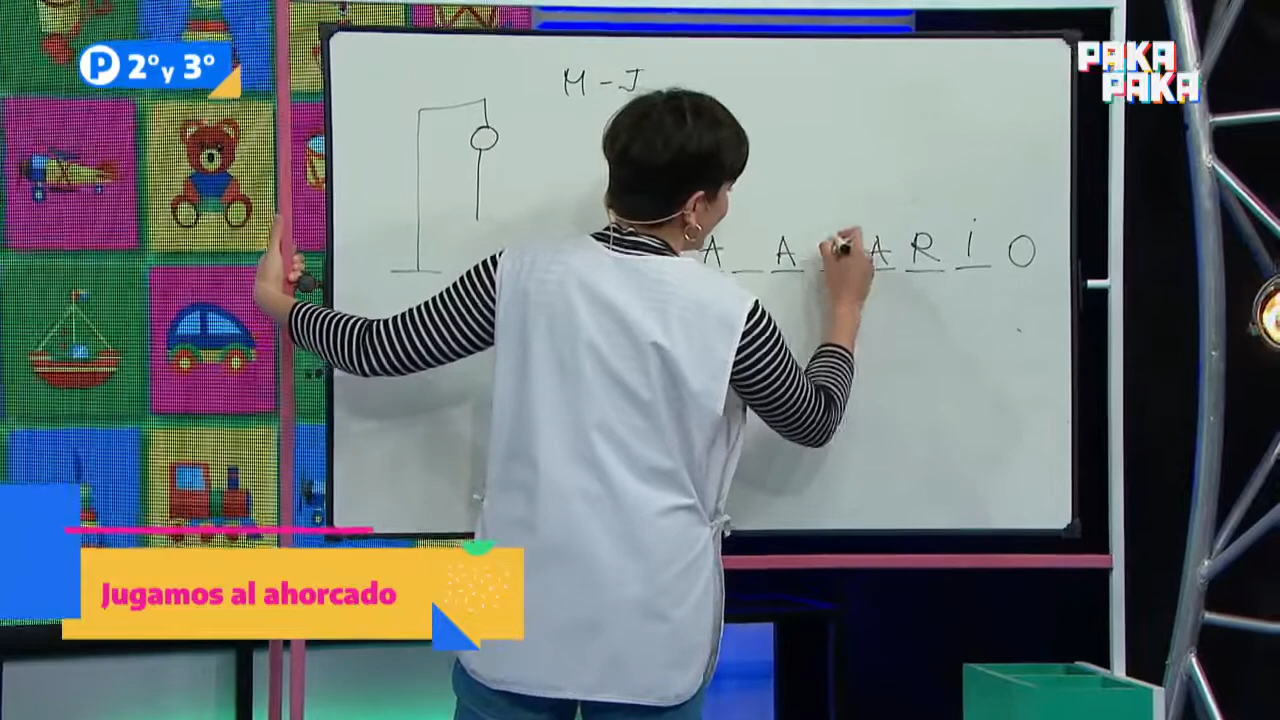 P 2° y 3°
PAKA
PAKA
M - J
A _ A _ A R I O
Jugamos al ahorcado